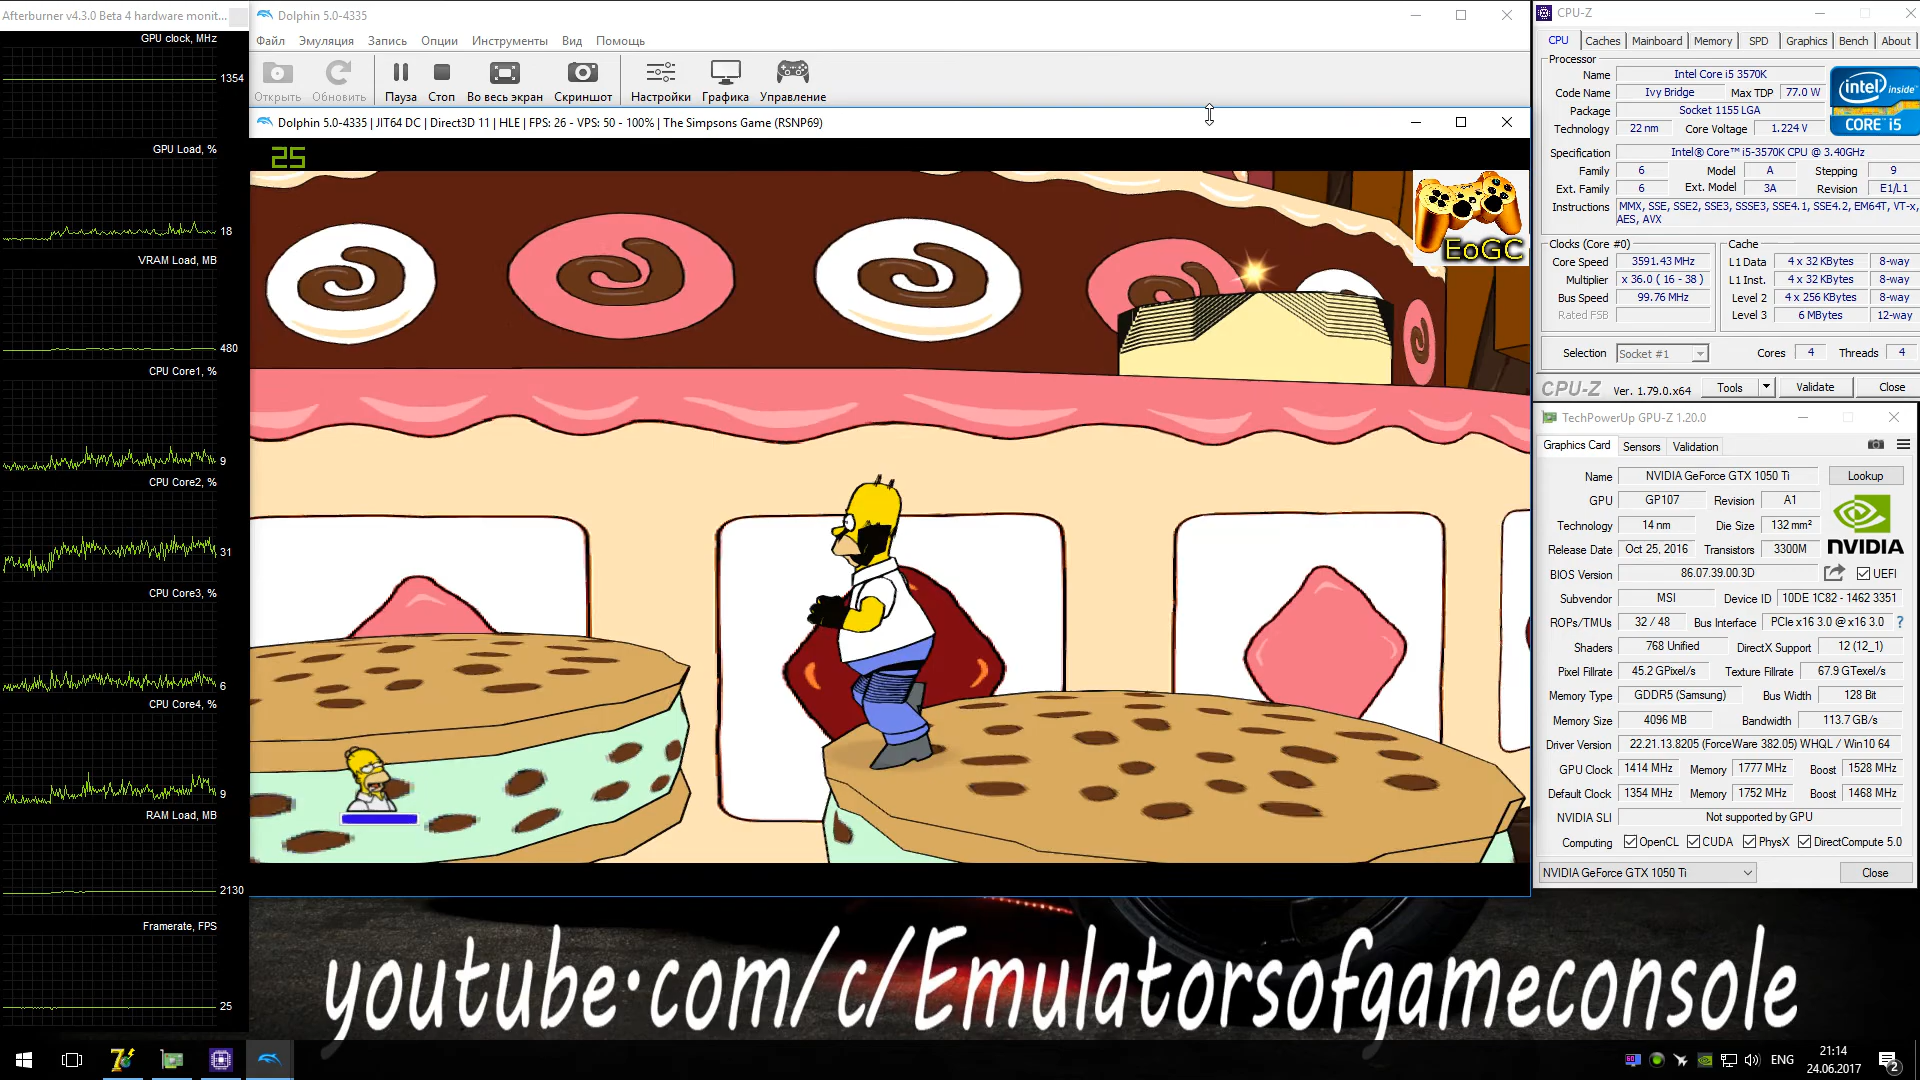 Afterburner v4.3.0 Beta 4 hardware monit...
GPU clock, MHz
1354
GPU Load, %
18
VRAM Load, MB
480
CPU Core1, %
9
CPU Core2, %
31
CPU Core3, %
6
CPU Core4, %
9
RAM Load, MB
2130
Framerate, FPS
25
Dolphin 5.0-4335
Файл Эмуляция Запись Опции Инструменты Вид Помощь
Открыть Обновить Пауза Стоп Во весь экран Скриншот Настройки Графика Управление
Dolphin 5.0-4335 | JIT64 DC | Direct3D 11 | HLE | FPS: 26 - VPS: 50 - 100% | The Simpsons Game (RSNP69)
25
EoGC
youtube.com/c/Emulatorsofgameconsole
CPU-Z
CPU Caches Mainboard Memory SPD Graphics Bench About
Processor
Name Intel Core i5 3570K
Code Name Ivy Bridge Max TDP 77.0 W
Package Socket 1155 LGA
Technology 22 nm Core Voltage 1.224 V
intel inside"
CORE i5
Specification Intel® Core™ i5-3570K CPU @ 3.40GHz
Family 6 Model A Stepping 9
Ext. Family 6 Ext. Model 3A Revision E1/L1
Instructions MMX, SSE, SSE2, SSE3, SSSE3, SSE4.1, SSE4.2, EM64T, VT-x,
AES, AVX
Clocks (Core #0)
Core Speed 3591.43 MHz
Multiplier x 36.0 ( 16 - 38 )
Bus Speed 99.76 MHz
Rated FSB
Cache
L1 Data 4 x 32 KBytes 8-way
L1 Inst. 4 x 32 KBytes 8-way
Level 2 4 x 256 KBytes 8-way
Level 3 6 MBytes 12-way
Selection Socket #1 Cores 4 Threads 4
CPU-Z Ver. 1.79.0.x64 Tools Validate Close
TechPowerUp GPU-Z 1.20.0
Graphics Card Sensors Validation
Name NVIDIA GeForce GTX 1050 Ti Lookup
GPU GP107 Revision A1
Technology 14 nm Die Size 132 mm²
Release Date Oct 25, 2016 Transistors 3300M
NVIDIA
BIOS Version 86.07.39.00.3D UEFI
Subvendor MSI Device ID 10DE 1C82 - 1462 3351
ROPs/TMUs 32 / 48 Bus Interface PCIe x16 3.0 @ x16 3.0 ?
Shaders 768 Unified DirectX Support 12 (12_1)
Pixel Fillrate 45.2 GPixel/s Texture Fillrate 67.9 GTexel/s
Memory Type GDDR5 (Samsung) Bus Width 128 Bit
Memory Size 4096 MB Bandwidth 113.7 GB/s
Driver Version 22.21.13.8205 (ForceWare 382.05) WHQL / Win10 64
GPU Clock 1414 MHz Memory 1777 MHz Boost 1528 MHz
Default Clock 1354 MHz Memory 1752 MHz Boost 1468 MHz
NVIDIA SLI Not supported by GPU
Computing OpenCL CUDA PhysX DirectCompute 5.0
NVIDIA GeForce GTX 1050 Ti Close
60 ENG 21:14
24.06.2017 2